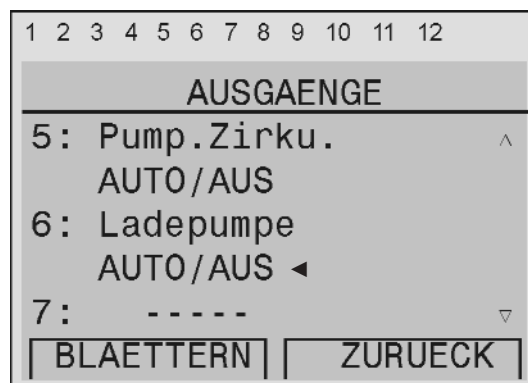 1 2 3 4 5 6 7 8 9 10 11 12
AUSGAENGE
5: Pump.Zirku.
AUTO/AUS
6: Ladepumpe
AUTO/AUS ◄
7: -----
BLAETTERN ZURUECK